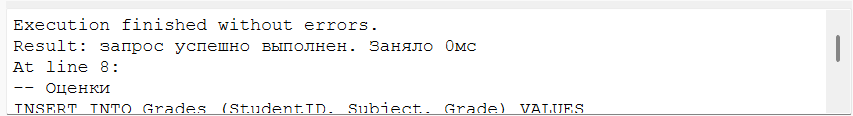 Execution finished without errors.
Result: запрос успешно выполнен. Заняло 0мс
At line 8:
-- Оценки
INSERT INTO Grades (StudentID, Subject, Grade) VALUES